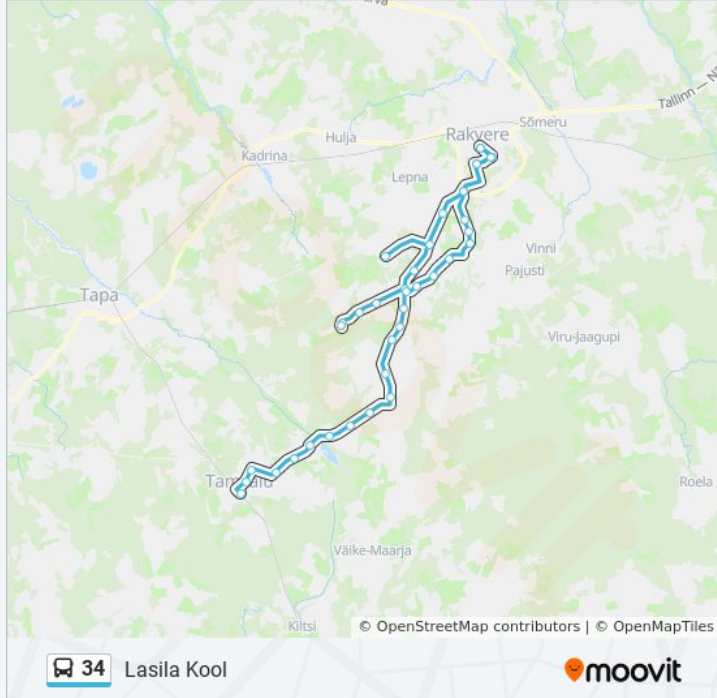 Tallinn — N
Sõmeru
Rakvere
Hulja
Kadrina
Lepna
Vinni
Pajusti
Tapa
Viru-Jaagupi
Roela
Väike-Maarja
Kiltsi
© OpenStreetMap contributors | © OpenMapTiles
34 Lasila Kool
moovit